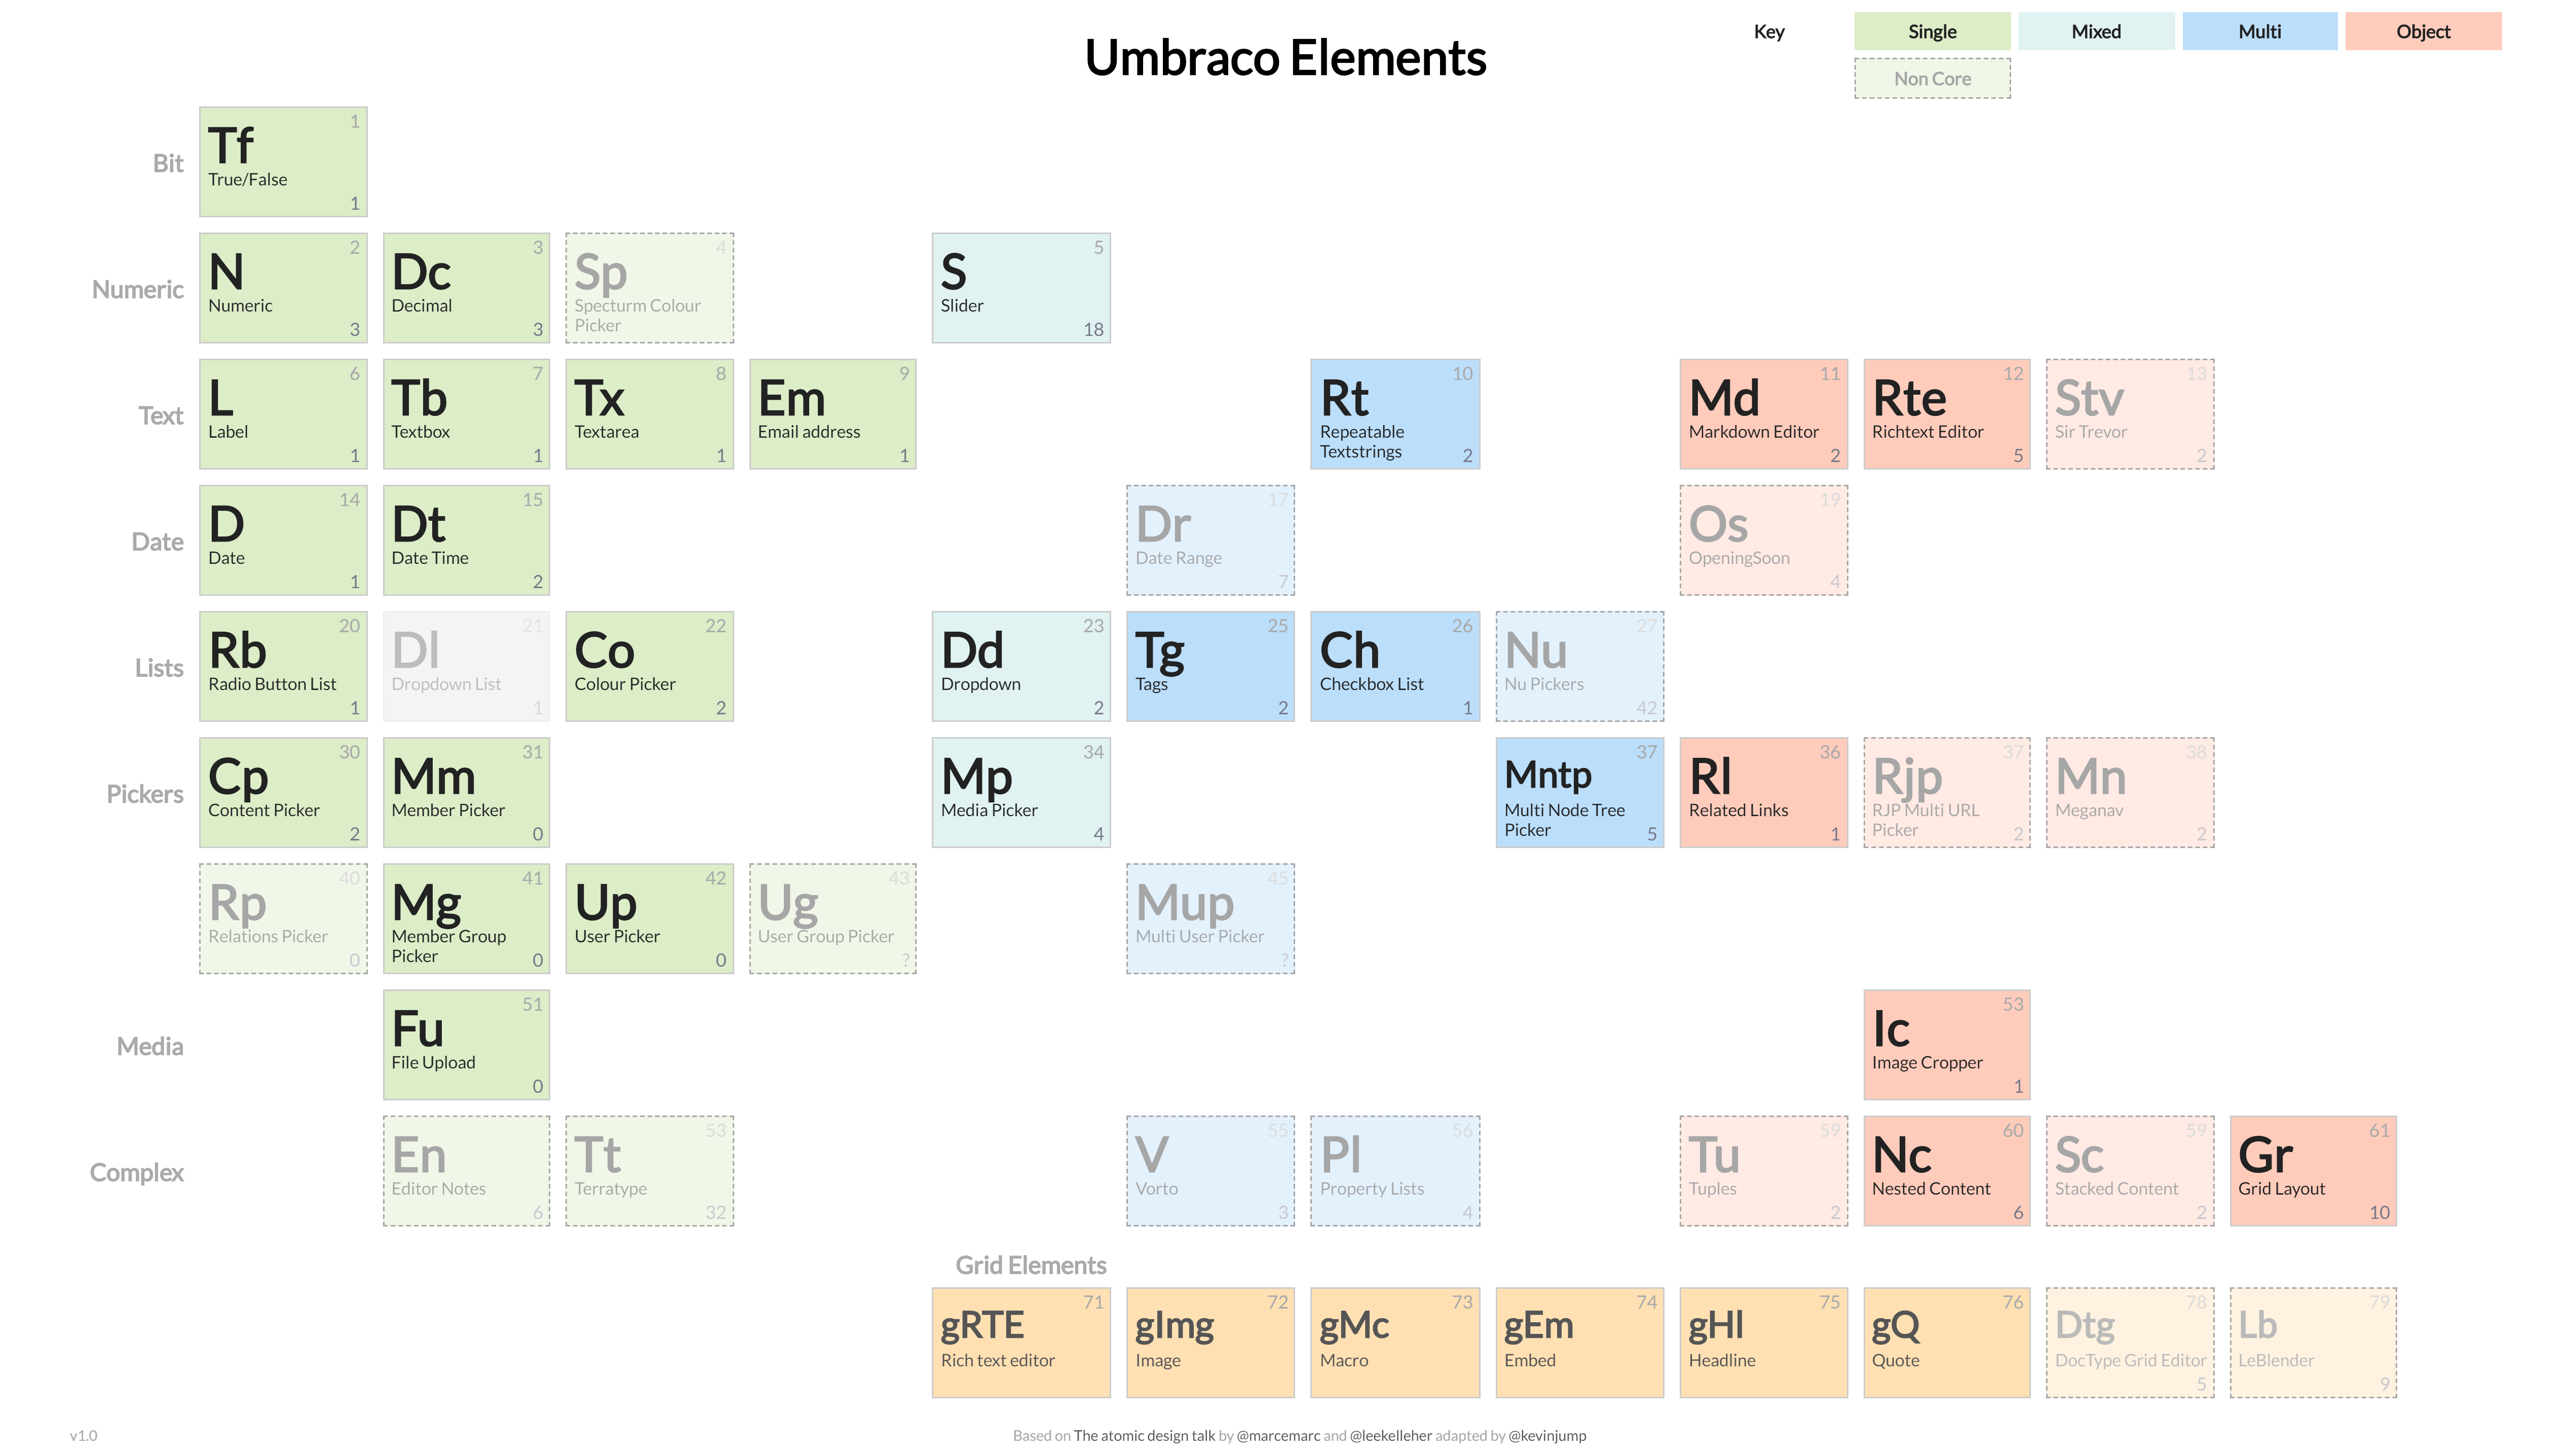 Umbraco Elements
Key
Single
Mixed
Multi
Object
Non Core
Bit
1
Tf
True/False
1
Numeric
2
N
Numeric
3
3
Dc
Decimal
3
4
Sp
Specturm Colour
Picker
5
S
Slider
18
Text
6
L
Label
1
7
Tb
Textbox
1
8
Tx
Textarea
1
9
Em
Email address
1
10
Rt
Repeatable
Textstrings
2
11
Md
Markdown Editor
2
12
Rte
Richtext Editor
5
13
Stv
Sir Trevor
2
Date
14
D
Date
1
15
Dt
Date Time
2
17
Dr
Date Range
7
19
Os
OpeningSoon
4
Lists
20
Rb
Radio Button List
1
21
Dl
Dropdown List
1
22
Co
Colour Picker
2
23
Dd
Dropdown
2
25
Tg
Tags
2
26
Ch
Checkbox List
1
27
Nu
Nu Pickers
42
Pickers
30
Cp
Content Picker
2
31
Mm
Member Picker
0
34
Mp
Media Picker
4
37
Mntp
Multi Node Tree
Picker
5
36
Rl
Related Links
1
37
Rjp
RJP Multi URL
Picker
2
38
Mn
Meganav
2
40
Rp
Relations Picker
0
41
Mg
Member Group
Picker
0
42
Up
User Picker
0
43
Ug
User Group Picker
?
45
Mup
Multi User Picker
?
Media
51
Fu
File Upload
0
53
Ic
Image Cropper
1
Complex
En
Editor Notes
6
53
Tt
Terratype
32
55
V
Vorto
3
56
Pl
Property Lists
4
59
Tu
Tuples
2
60
Nc
Nested Content
6
59
Sc
Stacked Content
2
61
Gr
Grid Layout
10
Grid Elements
71
gRTE
Rich text editor
72
gImg
Image
73
gMc
Macro
74
gEm
Embed
75
gHl
Headline
76
gQ
Quote
78
Dtg
DocType Grid Editor
5
79
Lb
LeBlender
9
v1.0
Based on The atomic design talk by @marcemarc and @leekelleher adapted by @kevinjump